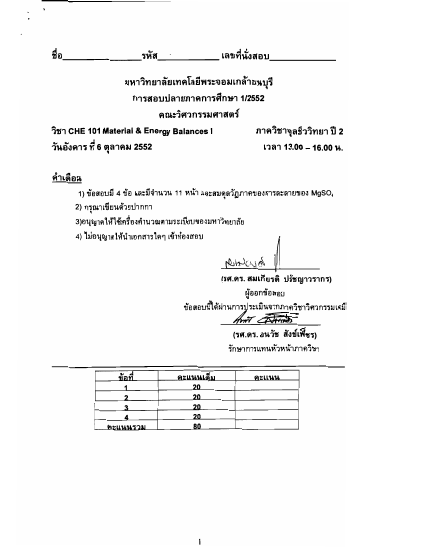 ชื่อ________________รหัส____________ เลขที่นั่งสอบ______________
มหาวิทยาลัยเทคโลยีพระจอมเกล้าธนบุรี
การสอบปลายภาคการศึกษา 1/2552
คณะวิศวกรรมศาสตร์
วิชา CHE 101 Material & Energy Balances I ภาควิชาจุลชีววิทยา ปี 2
วันอังคาร ที่ 6 ตุลาคม 2552 เวลา 13.00 – 16.00 น.
คำเตือน
1) ข้อสอบมี 4 ข้อ และมีจำนวน 11 หน้า และสมดุลวัฏภาคของสารละลายของ MgSO₄
2) กรุณาเขียนด้วยปากกา
3)อนุญาตให้ใช้เครื่องคำนวณตามระเบียบของมหาวิทยาลัย
4) ไม่อนุญาตให้นำเอกสารใดๆ เข้าห้องสอบ
(รศ.ดร. สมเกียรติ ปรัชญาวรากร)
ผู้ออกข้อสอบ
ข้อสอบนี้ได้ผ่านการประเมินจากภาควิชาวิศวกรรมเคมี
(รศ.ดร. อนวัช สังข์เพ็ชร)
รักษาการแทนหัวหน้าภาควิชา
ข้อที่ คะแนนเต็ม คะแนน
1 20
2 20
3 20
4 20
คะแนนรวม 80
1